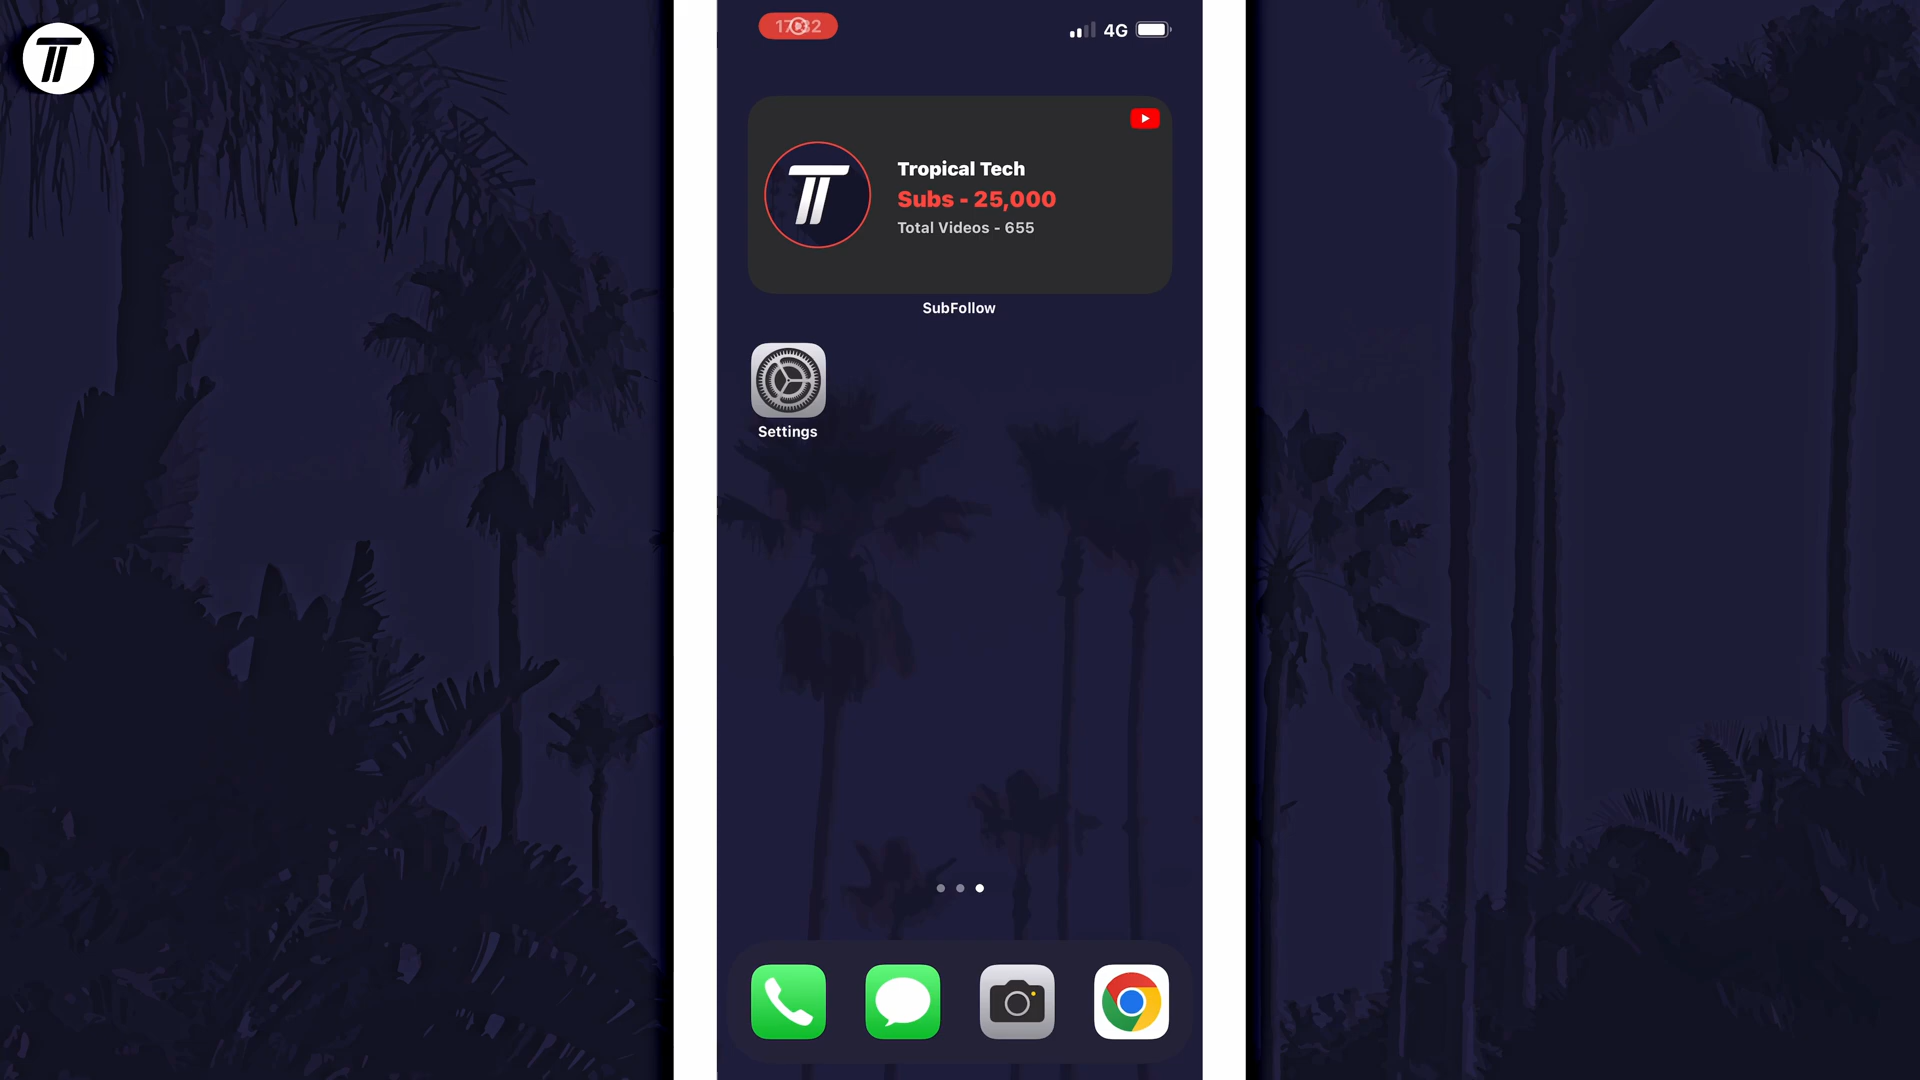 4G
Tropical Tech
Subs - 25,000
Total Videos - 655
SubFollow
Settings